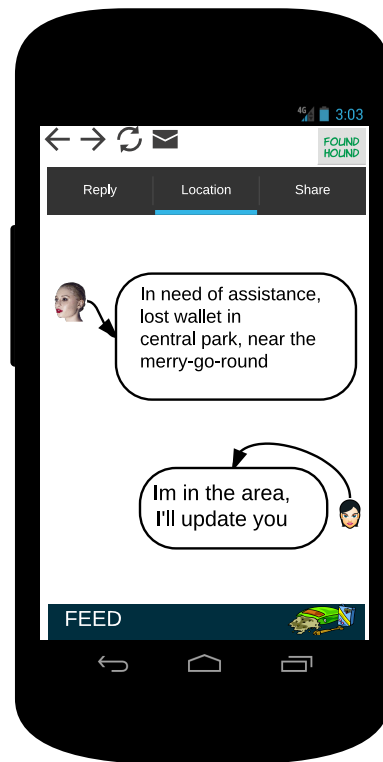 4G 3:03
FOUND
HOUND
Reply Location Share
In need of assistance,
lost wallet in
central park, near the
merry-go-round
Im in the area,
I'll update you
FEED